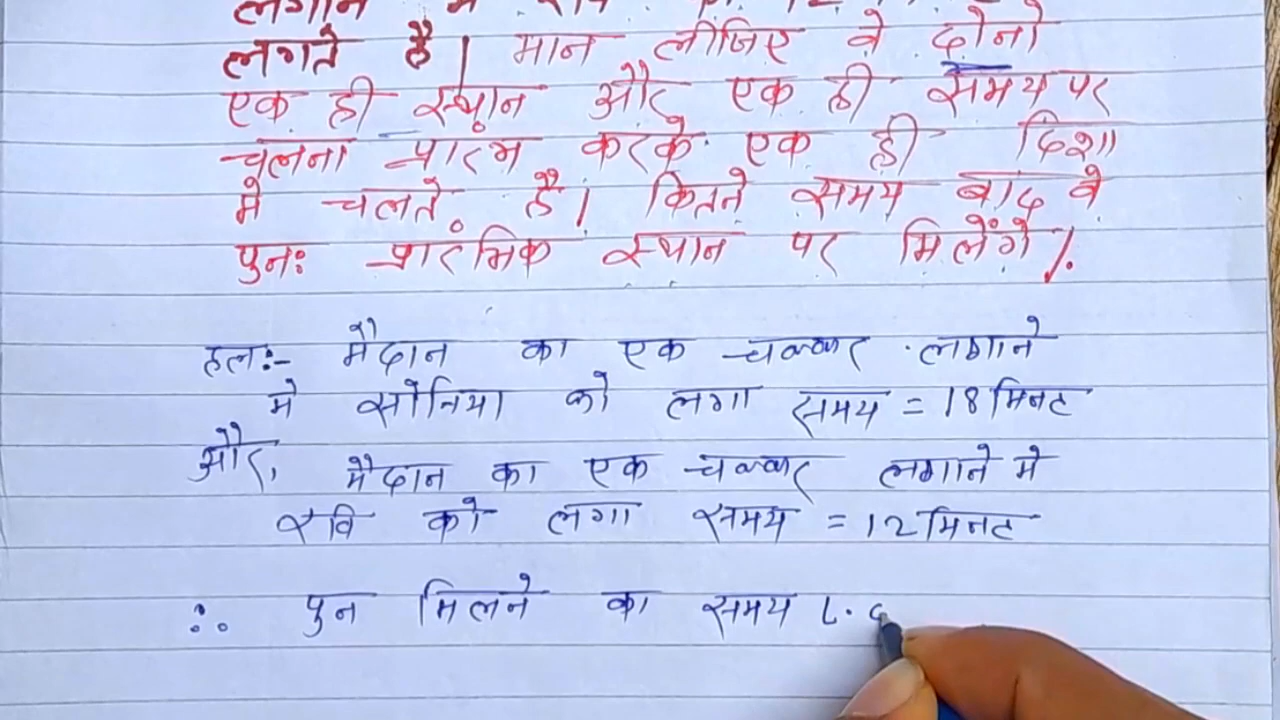 लगते है। मान लीजिए वे दोनो
एक ही स्थान और एक ही समय पर
चलना प्रारंभ करके एक ही दिशा
मे चलते है। कितने समय बाद वे
पुनः प्रारंभिक स्थान पर मिलेंगे।
हलः- मैदान का एक चक्कर लगाने
मे सोनिया को लगा समय = 18 मिनट
और, मैदान का एक चक्कर लगाने मे
रवि को लगा समय = 12 मिनट
∴ पुन मिलने का समय L.